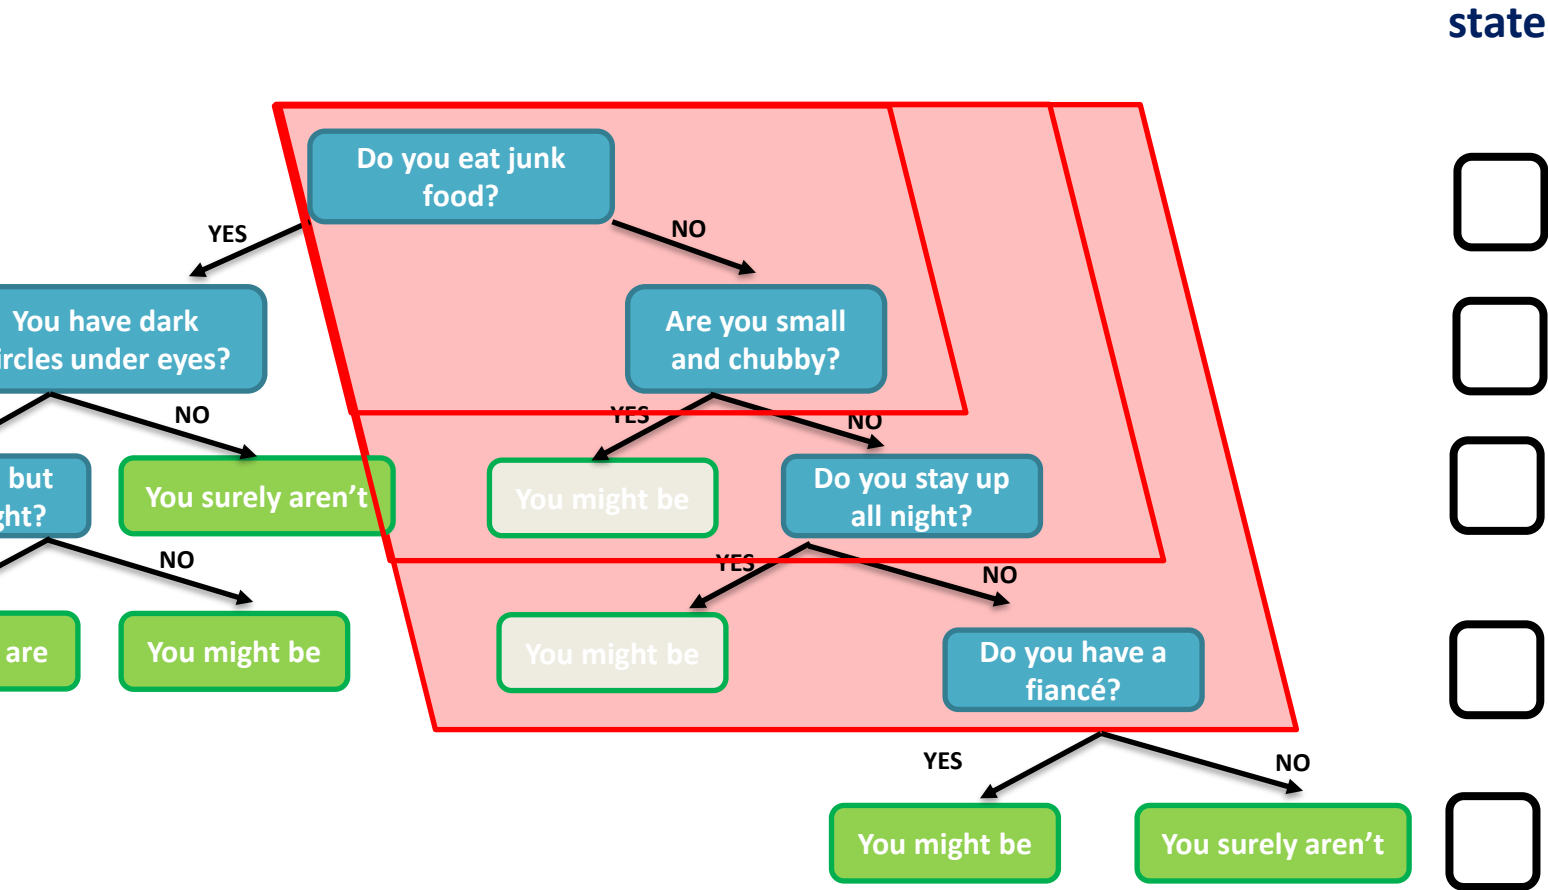 state
Do you eat junk
food?
YES
NO
You have dark
ircles under eyes?
Are you small
and chubby?
NO
YES
NO
but
ght?
You surely aren't
You might be
Do you stay up
all night?
NO
YES
NO
are
You might be
You might be
Do you have a
fiancé?
YES
NO
You might be
You surely aren't